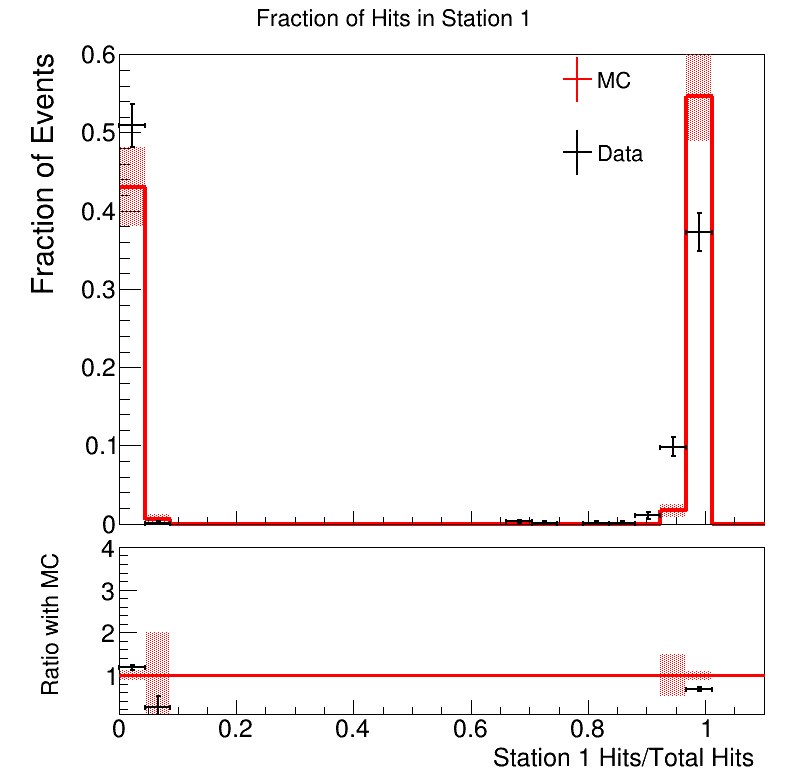 Fraction of Hits in Station 1
Fraction of Events
0.6
0.5
0.4
0.3
0.2
0.1
0
MC
Data
Ratio with MC
4
3
2
1
0 0.2 0.4 0.6 0.8 1
Station 1 Hits/Total Hits